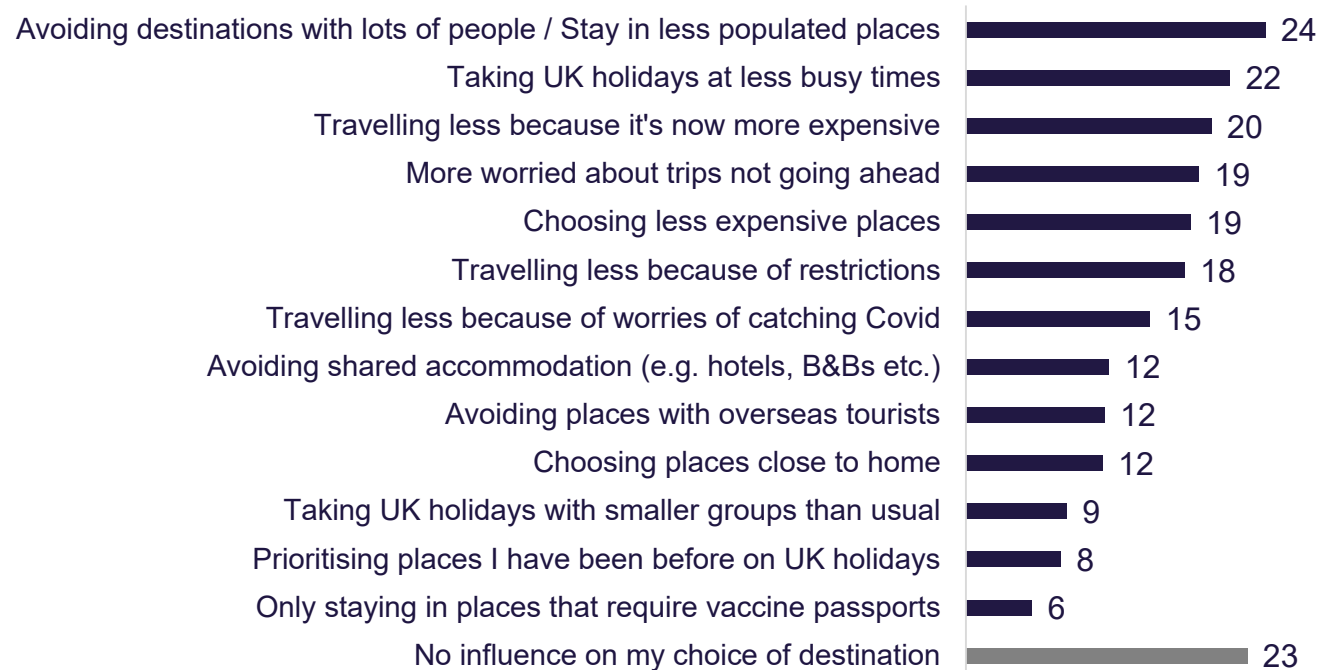 Avoiding destinations with lots of people / Stay in less populated places 24
Taking UK holidays at less busy times 22
Travelling less because it's now more expensive 20
More worried about trips not going ahead 19
Choosing less expensive places 19
Travelling less because of restrictions 18
Travelling less because of worries of catching Covid 15
Avoiding shared accommodation (e.g. hotels, B&Bs etc.) 12
Avoiding places with overseas tourists 12
Choosing places close to home 12
Taking UK holidays with smaller groups than usual 9
Prioritising places I have been before on UK holidays 8
Only staying in places that require vaccine passports 6
No influence on my choice of destination 23